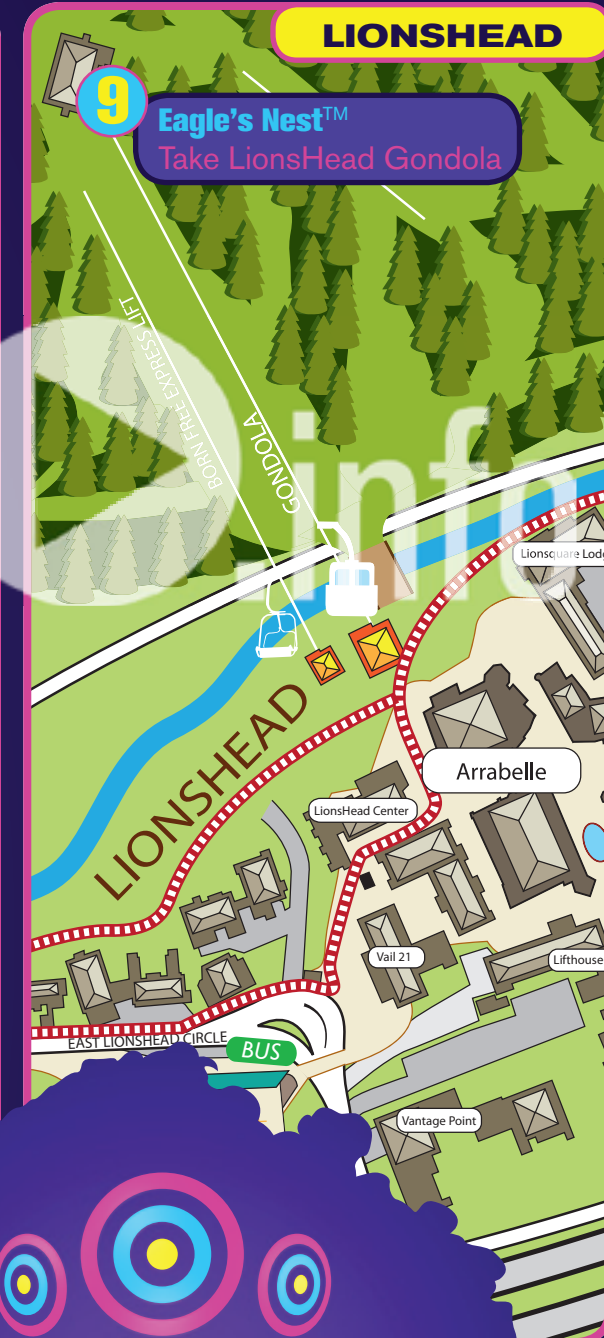 LIONSHEAD
9
Eagle's Nest™
Take LionsHead Gondola
BORN FREE EXPRESS LIFT
GONDOLA
.info
Lionsquare
LIONSHEAD
Arrabelle
LionsHead Center
Vail 21
Lifthouse
EAST LIONSHEAD CIRCLE
BUS
Vantage Point